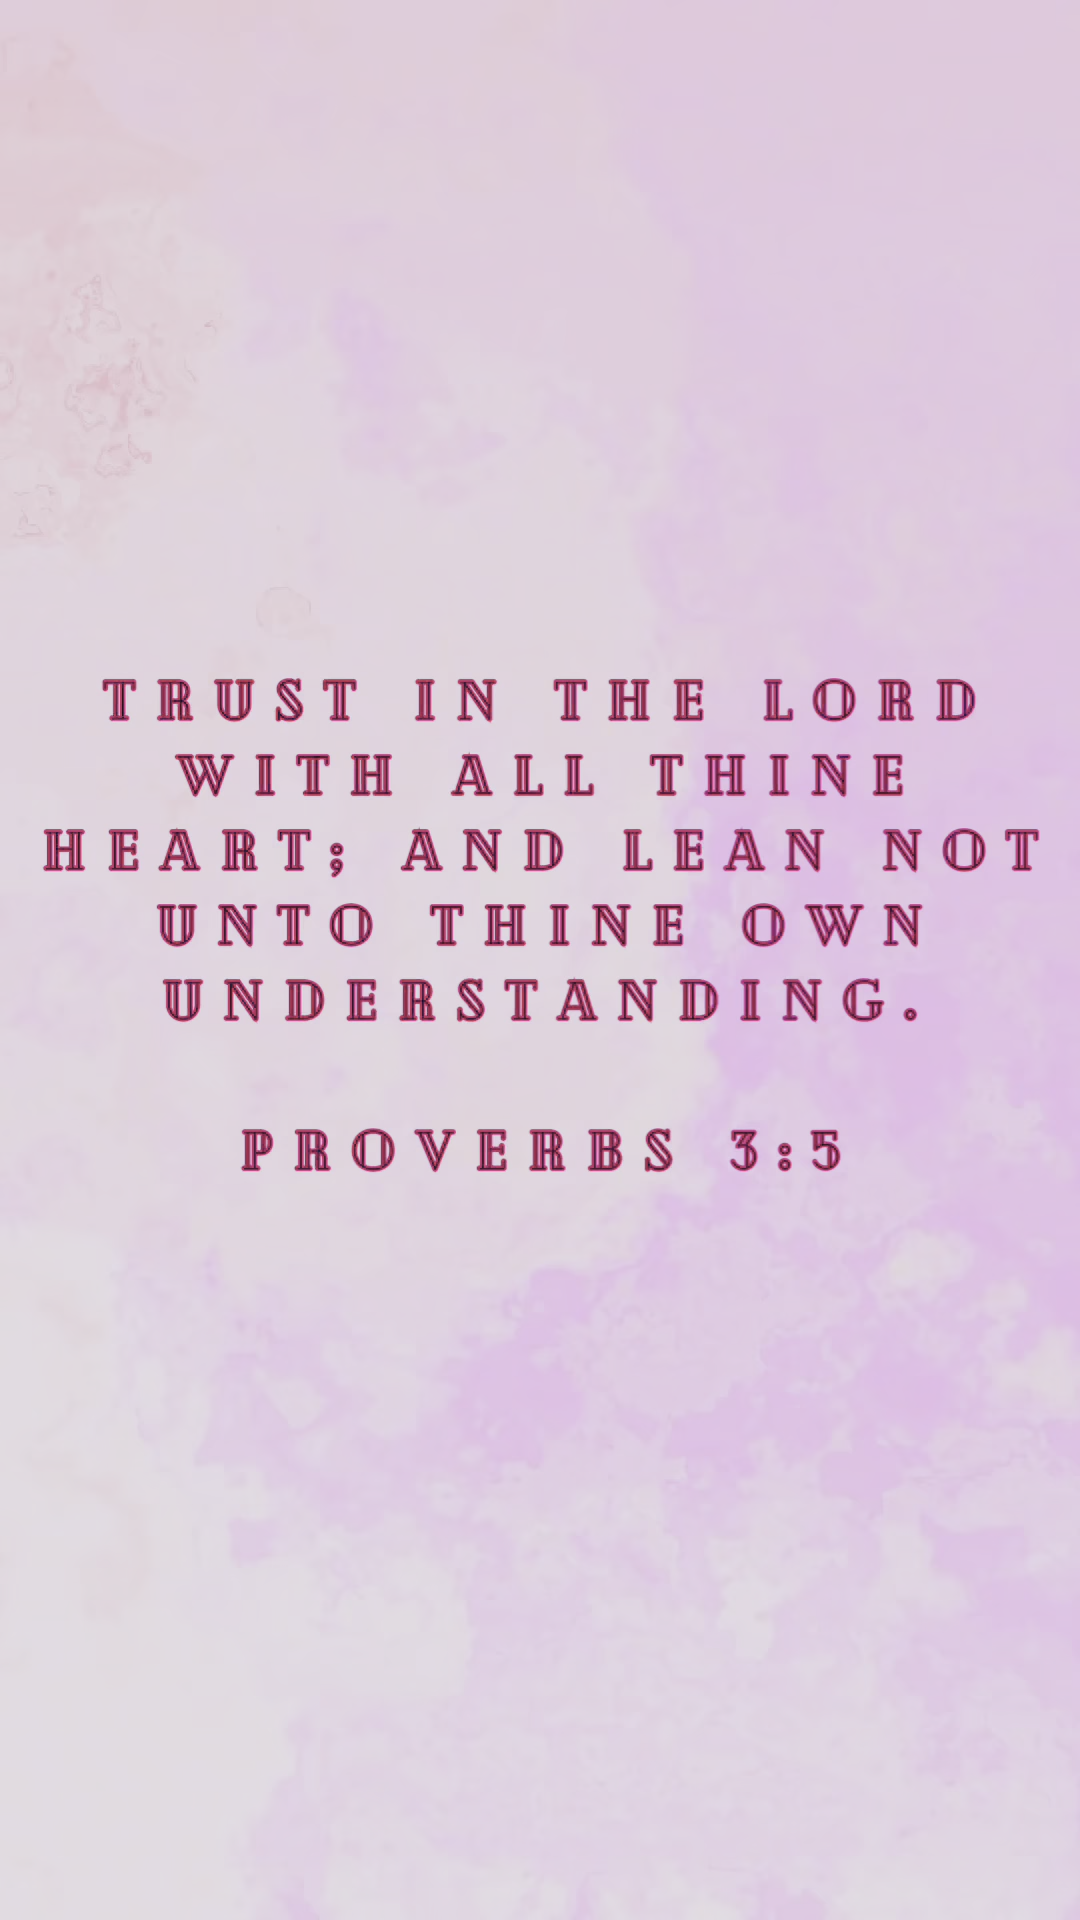 TRUST IN THE LORD
WITH ALL THINE
HEART; AND LEAN NOT
UNTO THINE OWN
UNDERSTANDING.
PROVERBS 3:5